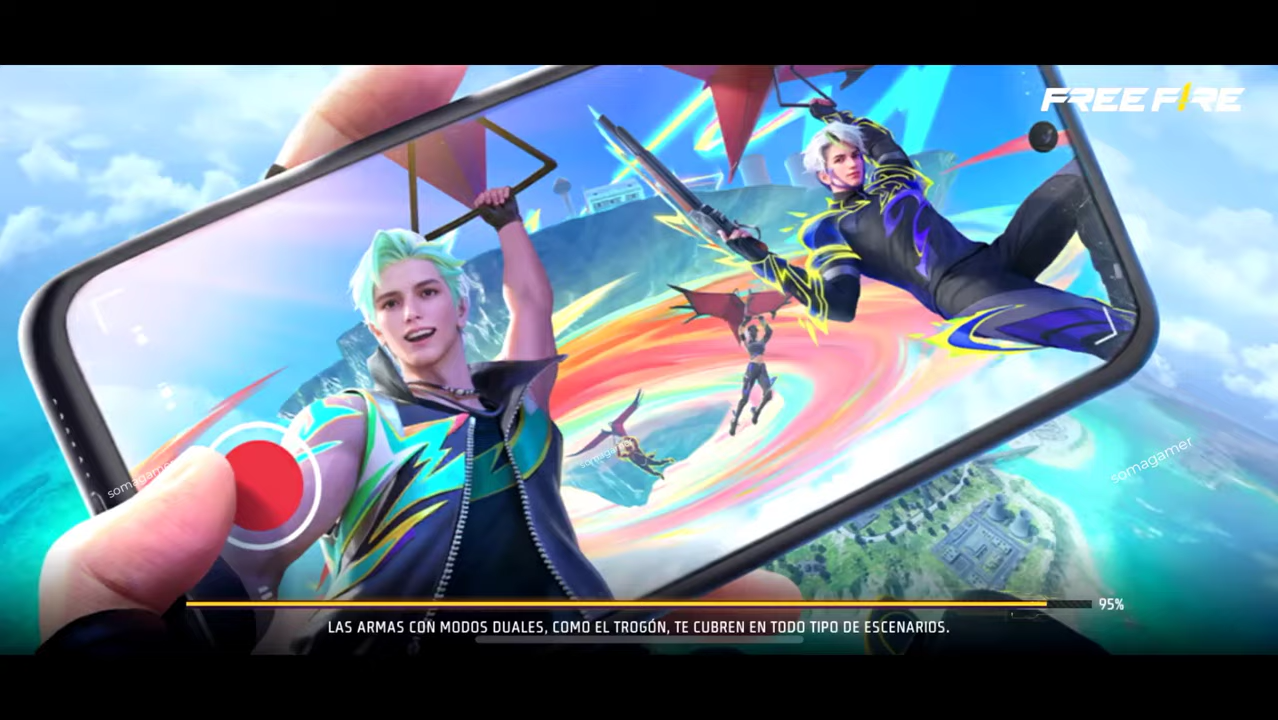 FREE FIRE
somagamer
somagamer
somagamer
95%
LAS ARMAS CON MODOS DUALES, COMO EL TROGÓN, TE CUBREN EN TODO TIPO DE ESCENARIOS.